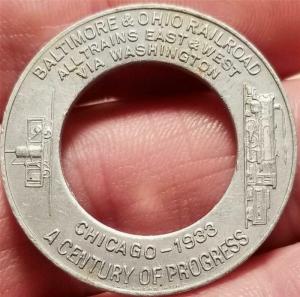 BALTIMORE & OHIO RAILROAD
ALL TRAINS EAST & WEST
VIA WASHINGTON
CHICAGO-1933
A CENTURY OF PROGRESS